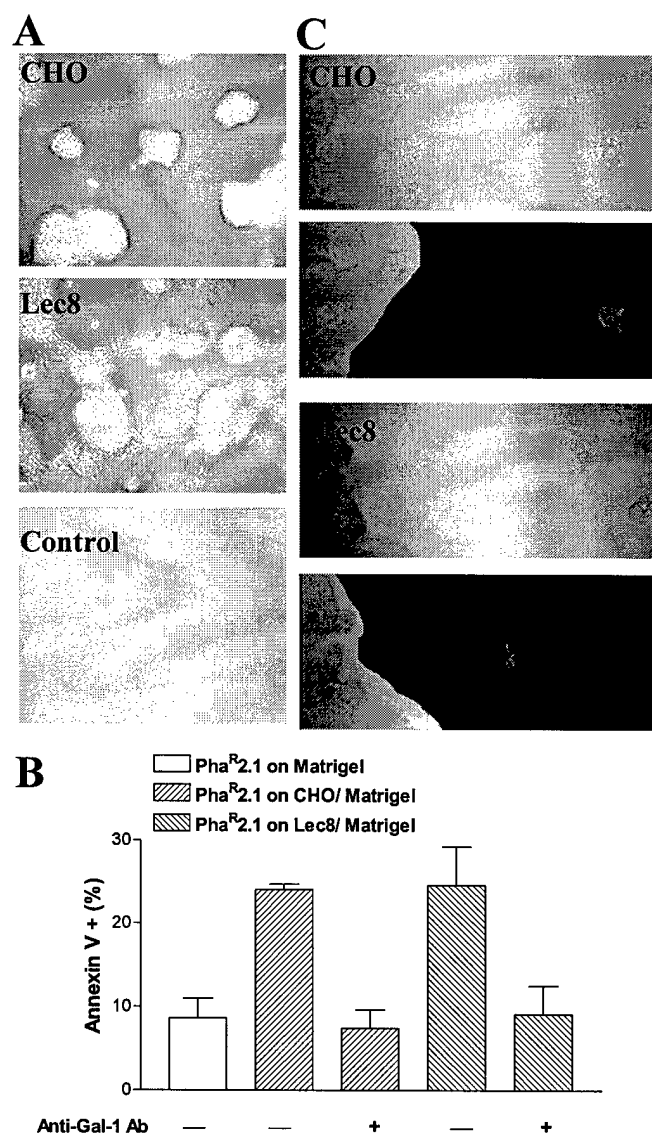 A
CHO
Lec8
Control
C
CHO
ec8
B
Pha^R2.1 on Matrigel
Pha^R2.1 on CHO/ Matrigel
Pha^R2.1 on Lec8/ Matrigel
Annexin V + (%)
30
20
10
0
Anti-Gal-1 Ab — — + — +